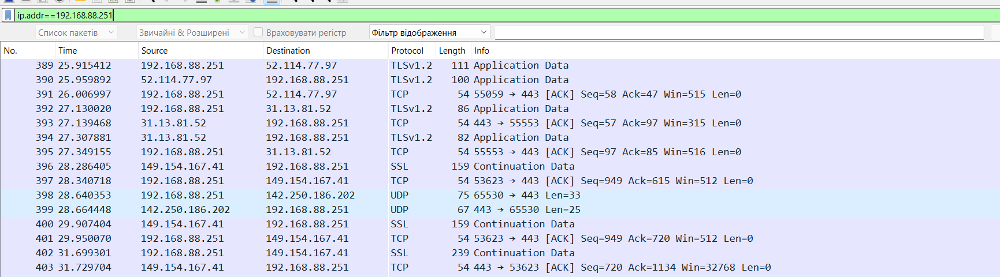 ip.addr==192.168.88.251
Список пакетів Звичайні & Розширені Враховувати регістр Фільтр відображення
No. Time Source Destination Protocol Length Info
389 25.915412 192.168.88.251 52.114.77.97 TLSv1.2 111 Application Data
390 25.959892 52.114.77.97 192.168.88.251 TLSv1.2 100 Application Data
391 26.006997 192.168.88.251 52.114.77.97 TCP 54 55059 → 443 [ACK] Seq=58 Ack=47 Win=515 Len=0
392 27.130020 192.168.88.251 31.13.81.52 TLSv1.2 86 Application Data
393 27.139468 31.13.81.52 192.168.88.251 TCP 54 443 → 55553 [ACK] Seq=57 Ack=97 Win=315 Len=0
394 27.307881 31.13.81.52 192.168.88.251 TLSv1.2 82 Application Data
395 27.349155 192.168.88.251 31.13.81.52 TCP 54 55553 → 443 [ACK] Seq=97 Ack=85 Win=516 Len=0
396 28.286405 149.154.167.41 192.168.88.251 SSL 159 Continuation Data
397 28.340718 192.168.88.251 149.154.167.41 TCP 54 53623 → 443 [ACK] Seq=949 Ack=615 Win=512 Len=0
398 28.640353 192.168.88.251 142.250.186.202 UDP 75 65530 → 443 Len=33
399 28.664448 142.250.186.202 192.168.88.251 UDP 67 443 → 65530 Len=25
400 29.907404 149.154.167.41 192.168.88.251 SSL 159 Continuation Data
401 29.950070 192.168.88.251 149.154.167.41 TCP 54 53623 → 443 [ACK] Seq=949 Ack=720 Win=512 Len=0
402 31.699301 192.168.88.251 149.154.167.41 SSL 239 Continuation Data
403 31.729704 149.154.167.41 192.168.88.251 TCP 54 443 → 53623 [ACK] Seq=720 Ack=1134 Win=32768 Len=0